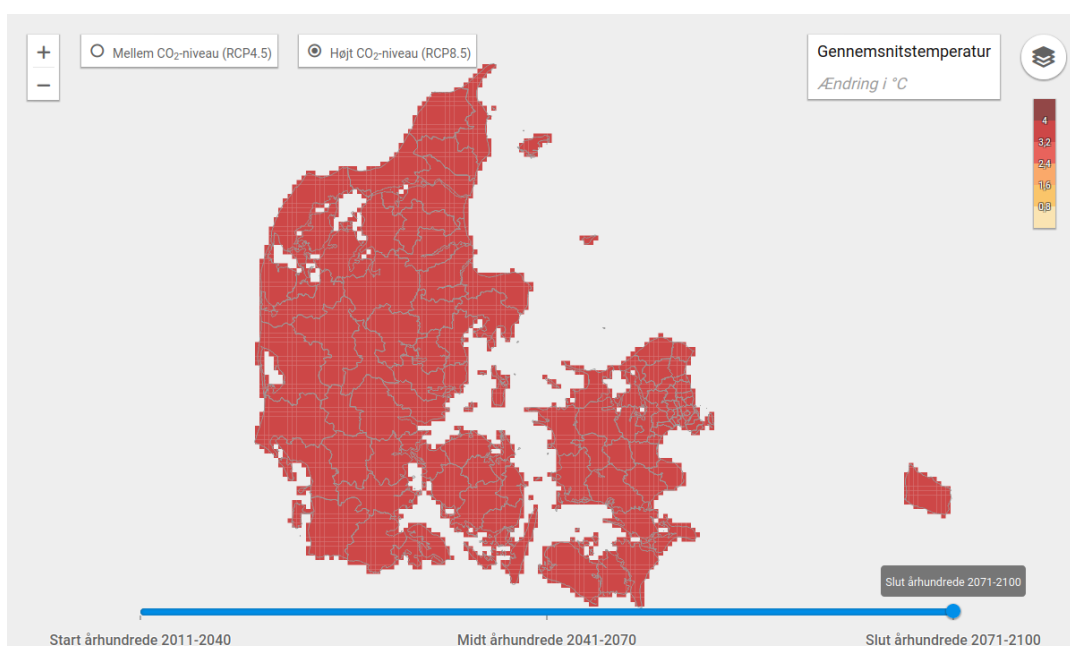 +
−
Mellem CO₂-niveau (RCP4.5)
Højt CO₂-niveau (RCP8.5)
Gennemsnitstemperatur
Ændring i °C
4
3,2
2,4
1,6
0,8
Slut århundrede 2071-2100
Start århundrede 2011-2040
Midt århundrede 2041-2070
Slut århundrede 2071-2100